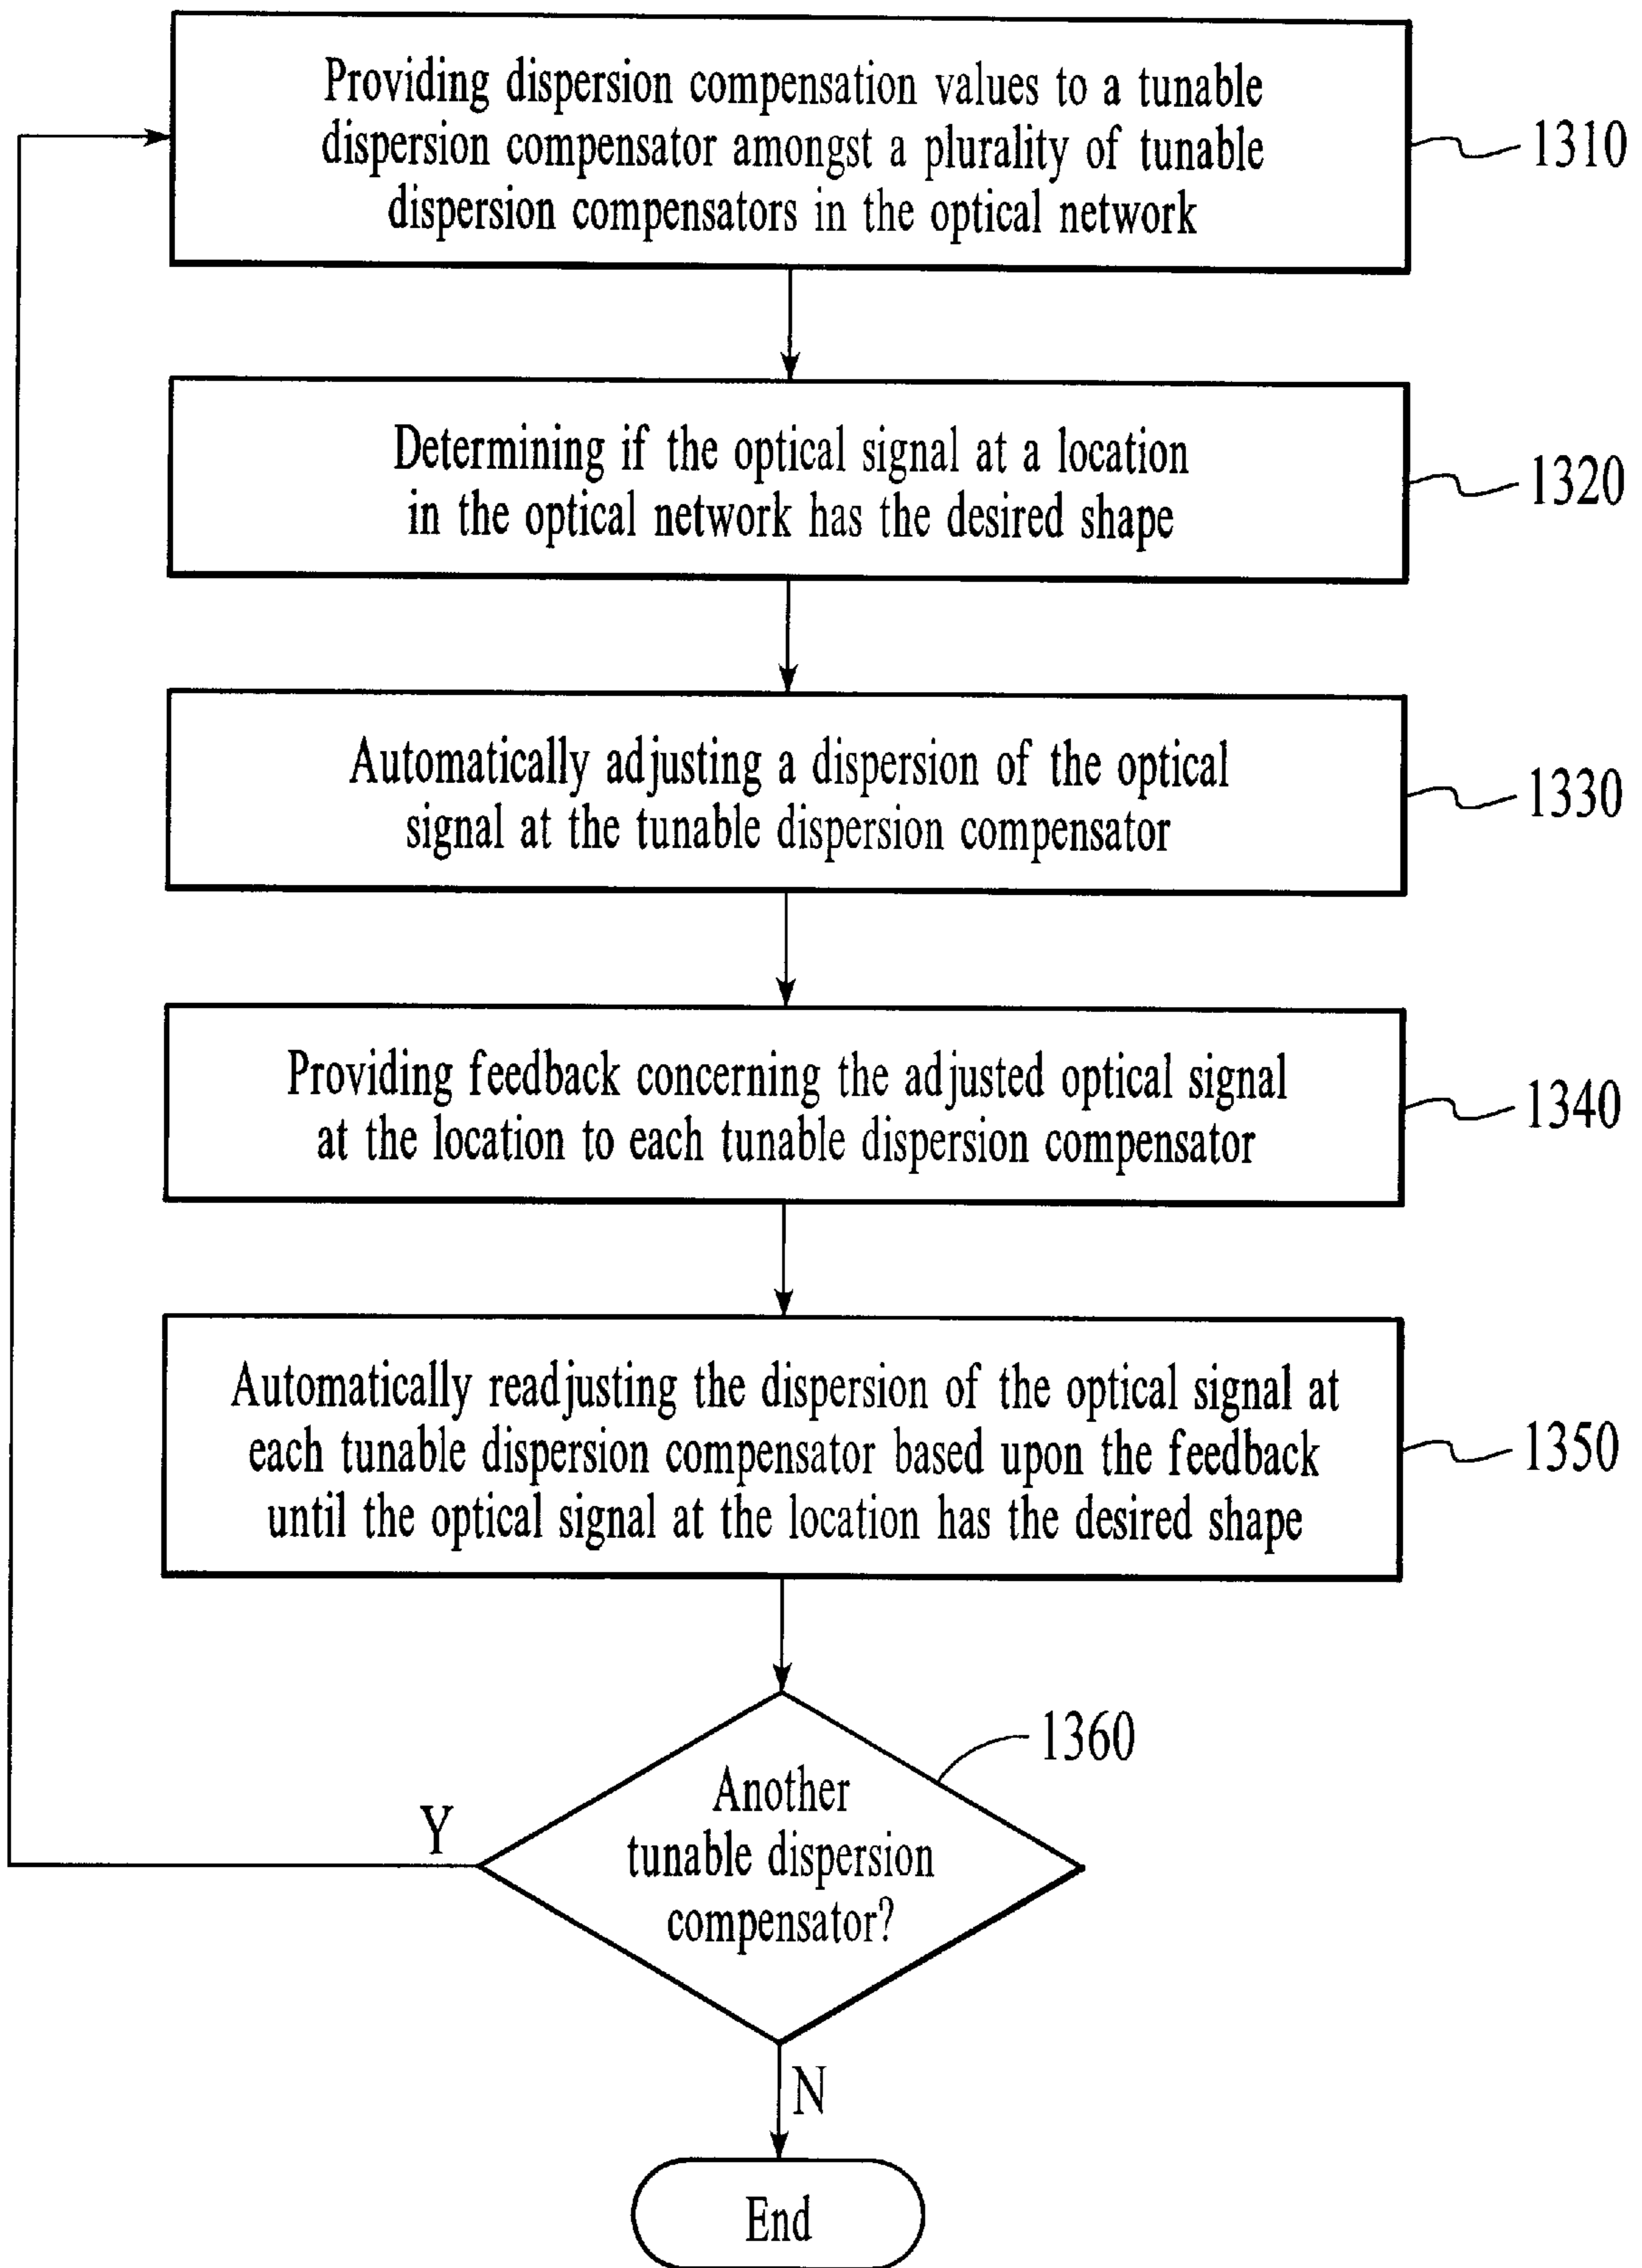 Providing dispersion compensation values to a tunable
dispersion compensator amongst a plurality of tunable
dispersion compensators in the optical network
1310
Determining if the optical signal at a location
in the optical network has the desired shape
1320
Automatically adjusting a dispersion of the optical
signal at the tunable dispersion compensator
1330
Providing feedback concerning the adjusted optical signal
at the location to each tunable dispersion compensator
1340
Automatically readjusting the dispersion of the optical signal at
each tunable dispersion compensator based upon the feedback
until the optical signal at the location has the desired shape
1350
1360
Another
tunable dispersion
compensator?
Y
N
End